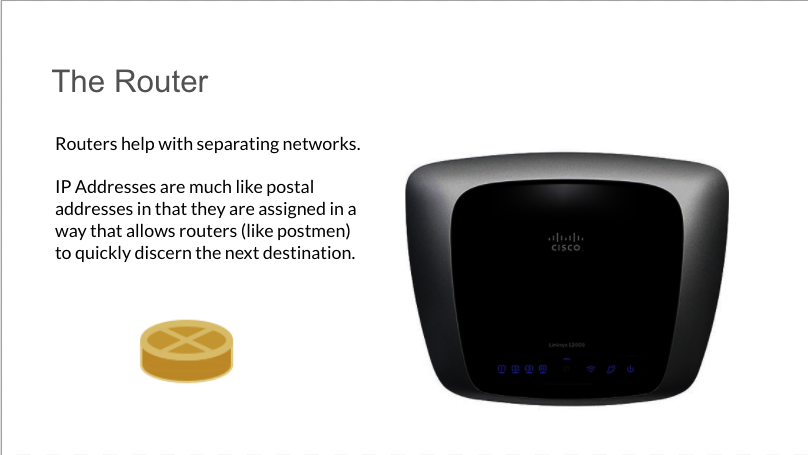 The Router
Routers help with separating networks.
IP Addresses are much like postal
addresses in that they are assigned in a
way that allows routers (like postmen)
to quickly discern the next destination.
CISCO
Linksys E2000